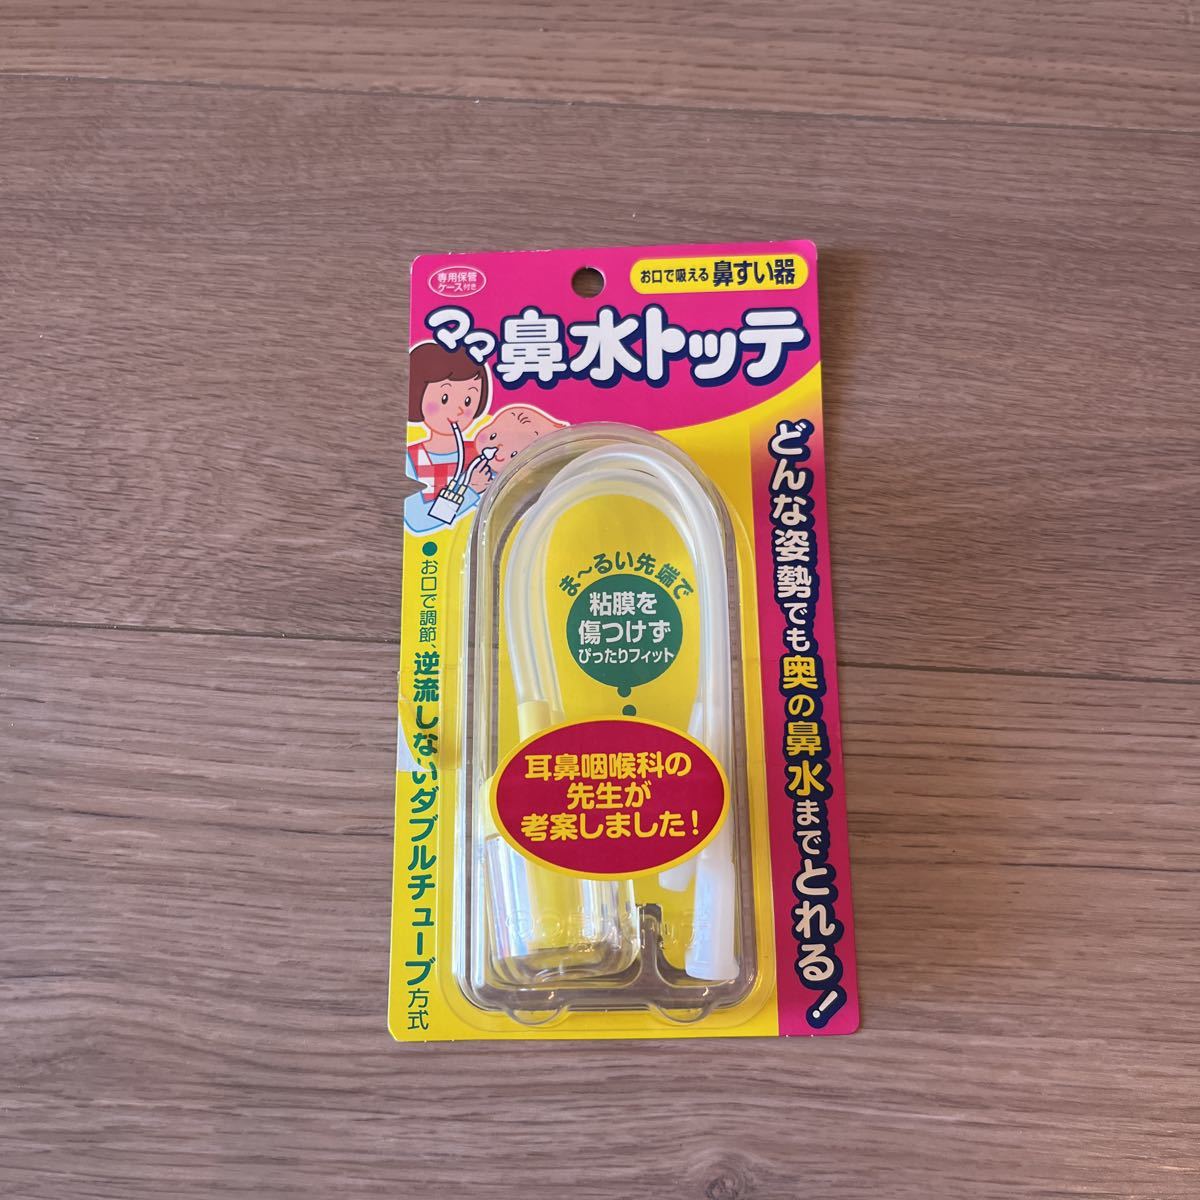 専用保管
ケース付き
お口で吸える 鼻すい器
ママ鼻水トッテ
どんな姿勢でも奥の鼻水までとれる!
ま〜るい先端で
粘膜を
傷つけず
ぴったりフィット
●お口で調節、逆流しないダブルチューブ方式
耳鼻咽喉科の
先生が
考案しました!